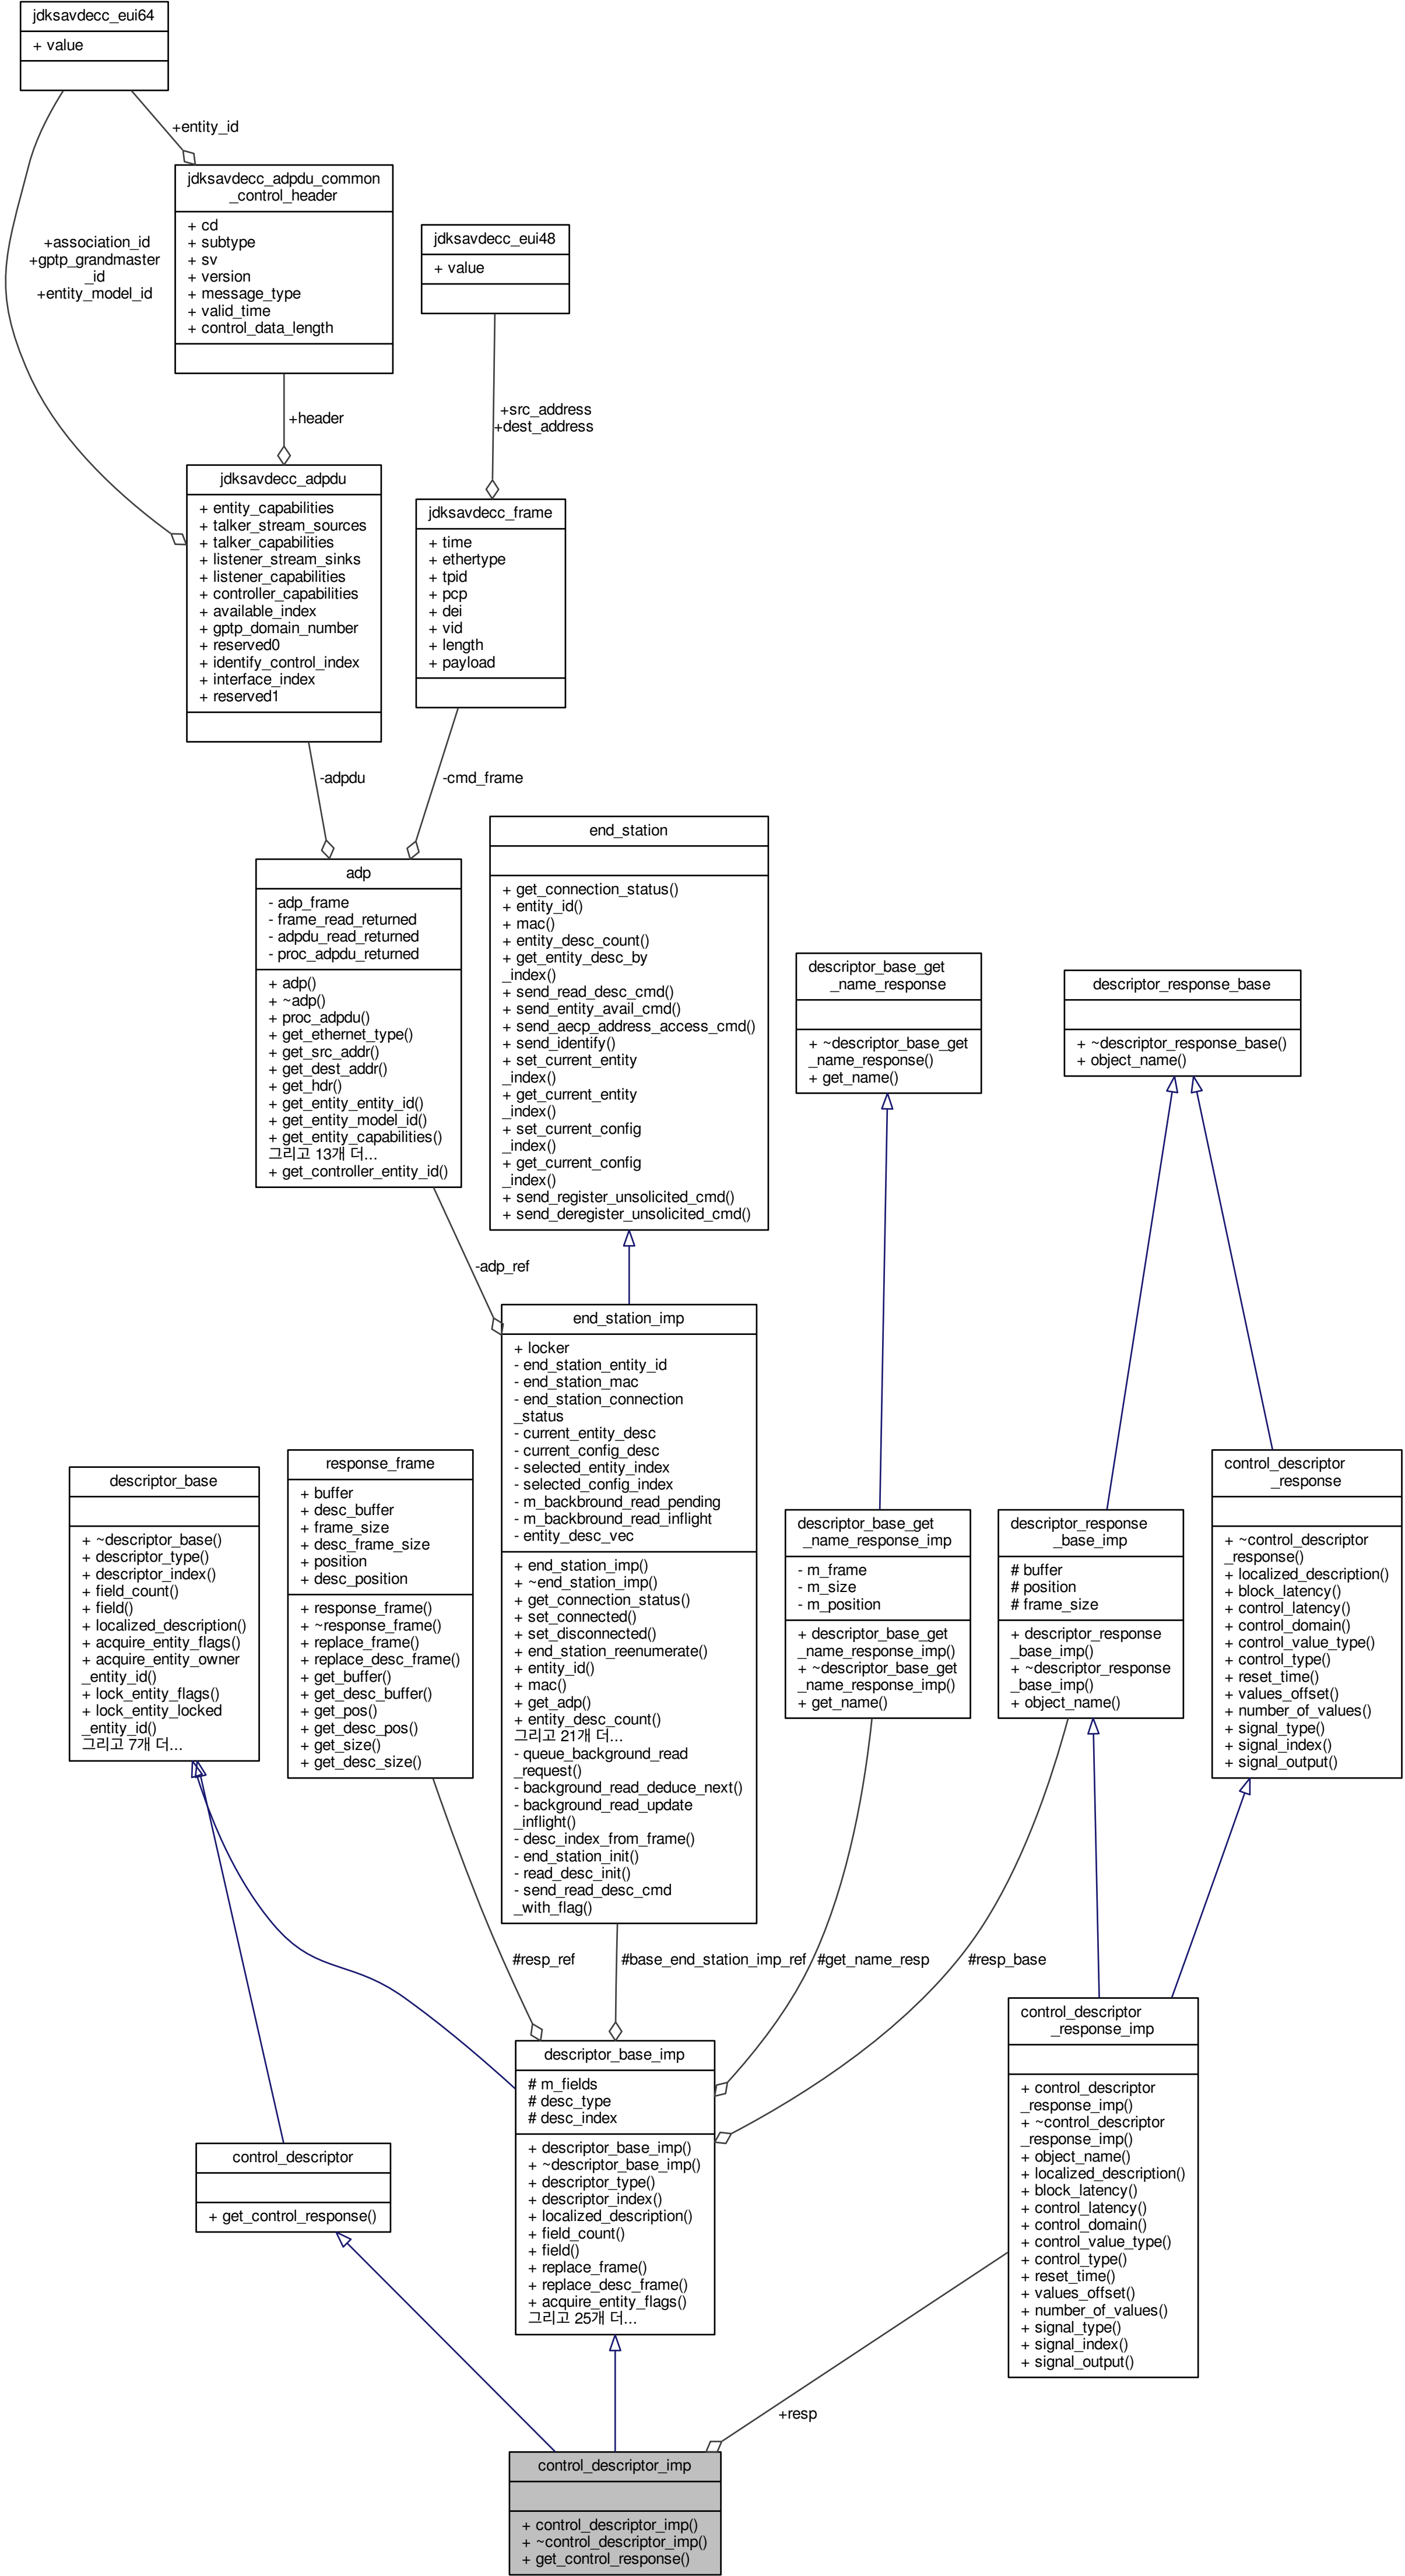 jdksavdecc_eui64
+ value
+entity_id
jdksavdecc_adpdu_common
_control_header
+ cd
+ subtype
+ sv
+ version
+ message_type
+ valid_time
+ control_data_length
+association_id
+gptp_grandmaster
_id
+entity_model_id
jdksavdecc_eui48
+ value
+header
+src_address
+dest_address
jdksavdecc_adpdu
+ entity_capabilities
+ talker_stream_sources
+ talker_capabilities
+ listener_stream_sinks
+ listener_capabilities
+ controller_capabilities
+ available_index
+ gptp_domain_number
+ reserved0
+ identify_control_index
+ interface_index
+ reserved1
jdksavdecc_frame
+ time
+ ethertype
+ tpid
+ pcp
+ dei
+ vid
+ length
+ payload
-adpdu
-cmd_frame
adp
- adp_frame
- frame_read_returned
- adpdu_read_returned
- proc_adpdu_returned
+ adp()
+ ~adp()
+ proc_adpdu()
+ get_ethernet_type()
+ get_src_addr()
+ get_dest_addr()
+ get_hdr()
+ get_entity_entity_id()
+ get_entity_model_id()
+ get_entity_capabilities()
그리고 13개 더...
+ get_controller_entity_id()
end_station
+ get_connection_status()
+ entity_id()
+ mac()
+ entity_desc_count()
+ get_entity_desc_by
_index()
+ send_read_desc_cmd()
+ send_entity_avail_cmd()
+ send_aecp_address_access_cmd()
+ send_identify()
+ set_current_entity
_index()
+ get_current_entity
_index()
+ set_current_config
_index()
+ get_current_config
_index()
+ send_register_unsolicited_cmd()
+ send_deregister_unsolicited_cmd()
descriptor_base_get
_name_response
+ ~descriptor_base_get
_name_response()
+ get_name()
descriptor_response_base
+ ~descriptor_response_base()
+ object_name()
-adp_ref
descriptor_base
+ ~descriptor_base()
+ descriptor_type()
+ descriptor_index()
+ field_count()
+ field()
+ localized_description()
+ acquire_entity_flags()
+ acquire_entity_owner
_entity_id()
+ lock_entity_flags()
+ lock_entity_locked
_entity_id()
그리고 7개 더...
response_frame
+ buffer
+ desc_buffer
+ frame_size
+ desc_frame_size
+ position
+ desc_position
+ response_frame()
+ ~response_frame()
+ replace_frame()
+ replace_desc_frame()
+ get_buffer()
+ get_desc_buffer()
+ get_pos()
+ get_desc_pos()
+ get_size()
+ get_desc_size()
end_station_imp
+ locker
- end_station_entity_id
- end_station_mac
- end_station_connection
_status
- current_entity_desc
- current_config_desc
- selected_entity_index
- selected_config_index
- m_backbround_read_pending
- m_backbround_read_inflight
- entity_desc_vec
+ end_station_imp()
+ ~end_station_imp()
+ get_connection_status()
+ set_connected()
+ set_disconnected()
+ end_station_reenumerate()
+ entity_id()
+ mac()
+ get_adp()
+ entity_desc_count()
그리고 21개 더...
- queue_background_read
_request()
- background_read_deduce_next()
- background_read_update
_inflight()
- desc_index_from_frame()
- end_station_init()
- read_desc_init()
- send_read_desc_cmd
_with_flag()
descriptor_base_get
_name_response_imp
- m_frame
- m_size
- m_position
+ descriptor_base_get
_name_response_imp()
+ ~descriptor_base_get
_name_response_imp()
+ get_name()
descriptor_response
_base_imp
# buffer
# position
# frame_size
+ descriptor_response
_base_imp()
+ ~descriptor_response
_base_imp()
+ object_name()
control_descriptor
_response
+ ~control_descriptor
_response()
+ localized_description()
+ block_latency()
+ control_latency()
+ control_domain()
+ control_value_type()
+ control_type()
+ reset_time()
+ values_offset()
+ number_of_values()
+ signal_type()
+ signal_index()
+ signal_output()
#resp_ref
#base_end_station_imp_ref
#get_name_resp
#resp_base
control_descriptor
+ get_control_response()
descriptor_base_imp
# m_fields
# desc_type
# desc_index
+ descriptor_base_imp()
+ ~descriptor_base_imp()
+ descriptor_type()
+ descriptor_index()
+ localized_description()
+ field_count()
+ field()
+ replace_frame()
+ replace_desc_frame()
+ acquire_entity_flags()
그리고 25개 더...
control_descriptor
_response_imp
+ control_descriptor
_response_imp()
+ ~control_descriptor
_response_imp()
+ object_name()
+ localized_description()
+ block_latency()
+ control_latency()
+ control_domain()
+ control_value_type()
+ control_type()
+ reset_time()
+ values_offset()
+ number_of_values()
+ signal_type()
+ signal_index()
+ signal_output()
+resp
control_descriptor_imp
+ control_descriptor_imp()
+ ~control_descriptor_imp()
+ get_control_response()